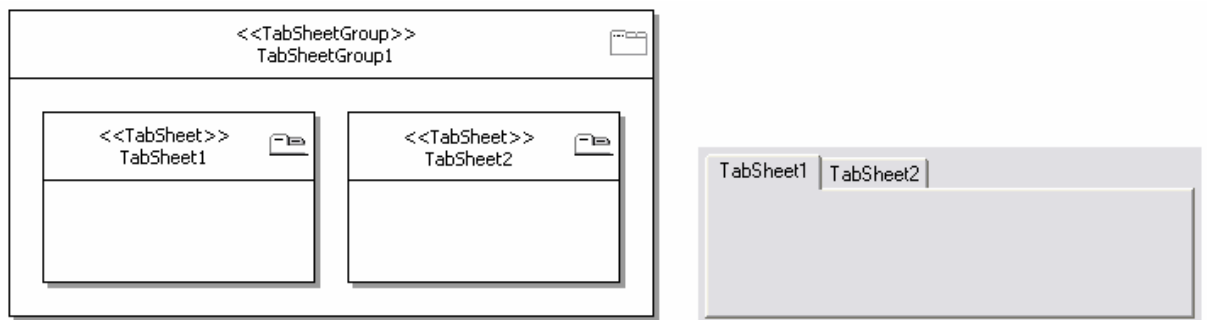 <<TabSheetGroup>>
TabSheetGroup1
<<TabSheet>>
TabSheet1
<<TabSheet>>
TabSheet2
TabSheet1 TabSheet2